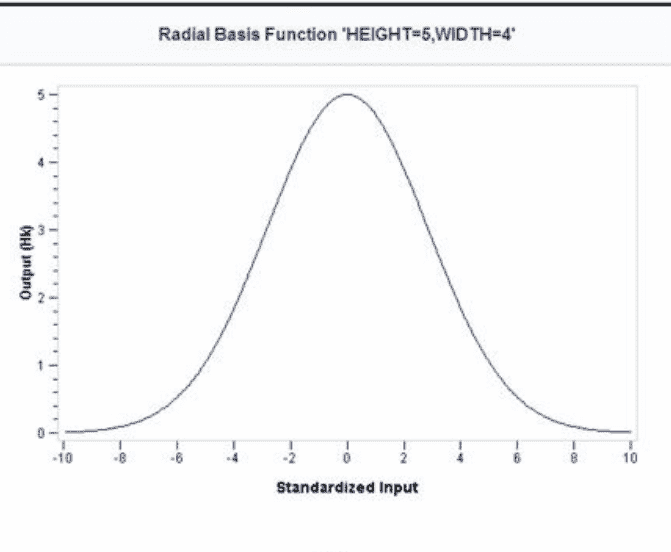 Radial Basis Function 'HEIGHT=5,WIDTH=4'
5
4
3
2
1
0
Output (Hk)
-10 -8 -6 -4 -2 0 2 4 6 8 10
Standardized Input